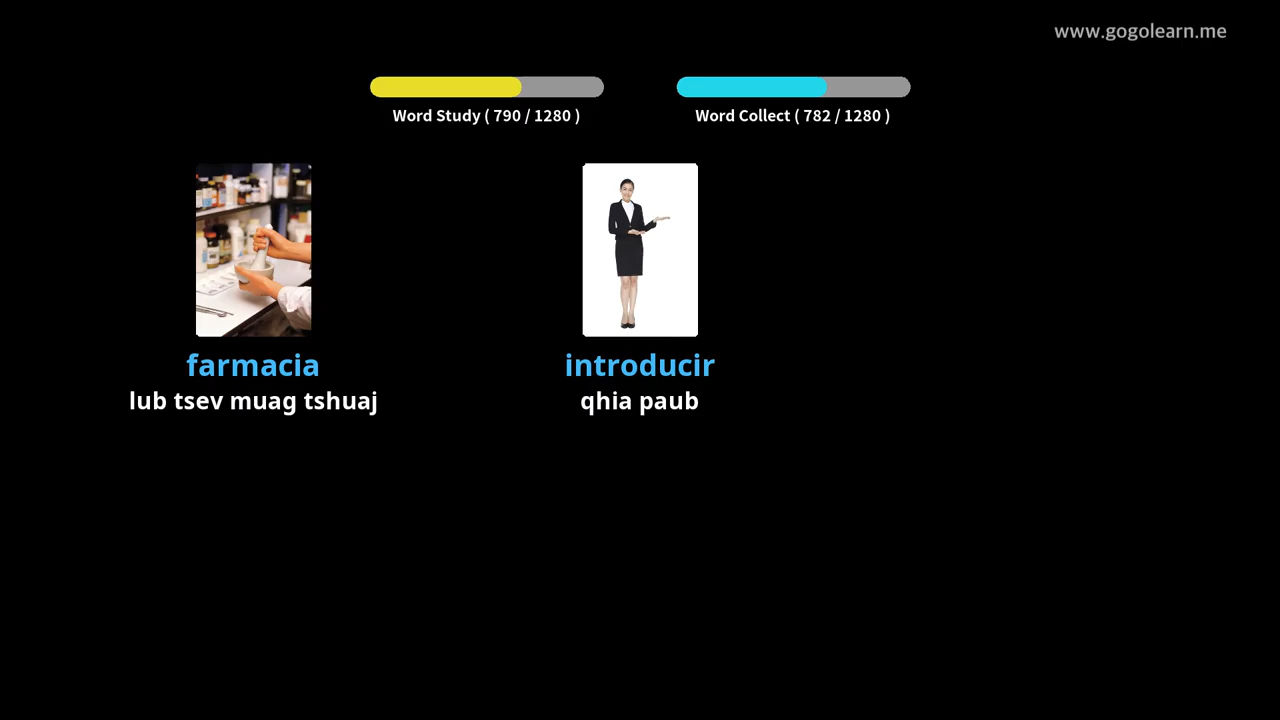 www.gogolearn.me
Word Study ( 790 / 1280 )
Word Collect ( 782 / 1280 )
farmacia
lub tsev muag tshuaj
introducir
qhia paub